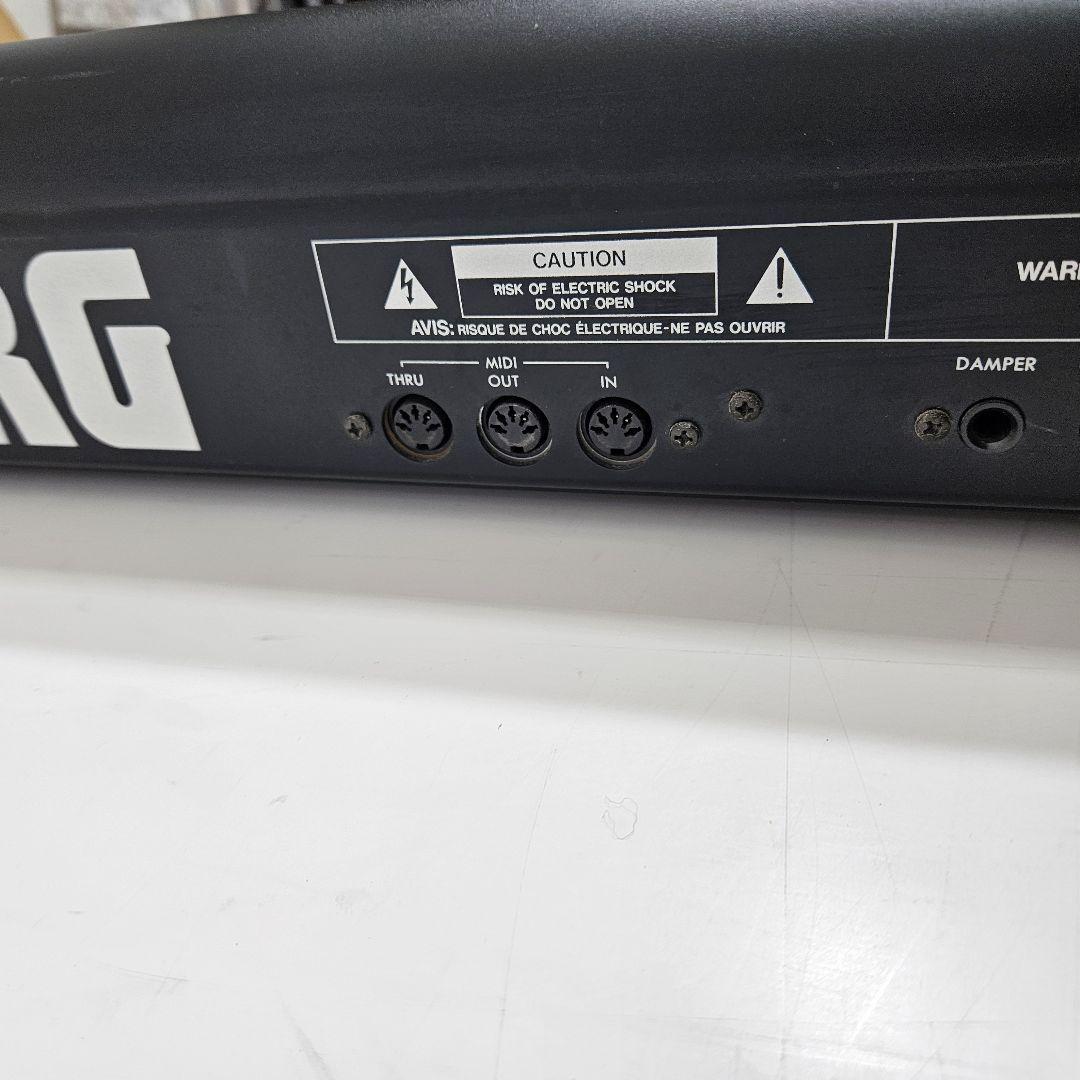 RG
CAUTION
RISK OF ELECTRIC SHOCK
DO NOT OPEN
AVIS: RISQUE DE CHOC ÉLECTRIQUE-NE PAS OUVRIR
WAR
MIDI
THRU OUT IN
DAMPER